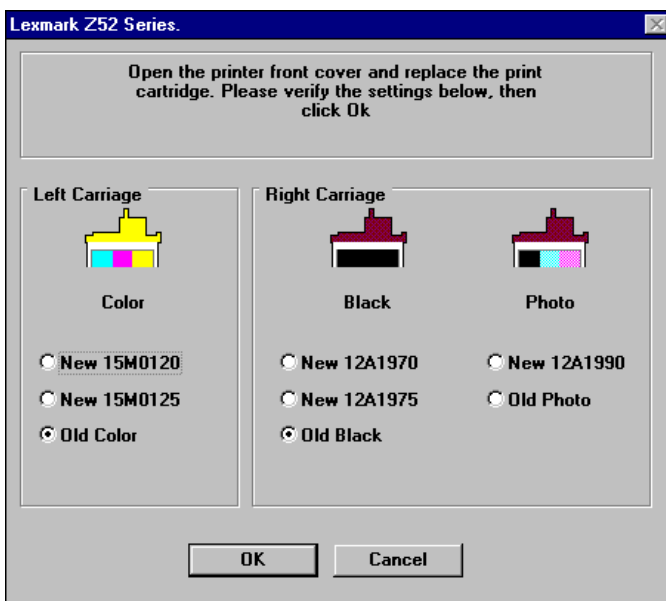 Lexmark Z52 Series.
Open the printer front cover and replace the print
cartridge. Please verify the settings below, then
click Ok
Left Carriage
Color
New 15M0120
New 15M0125
Old Color
Right Carriage
Black
Photo
New 12A1970
New 12A1990
New 12A1975
Old Photo
Old Black
OK
Cancel